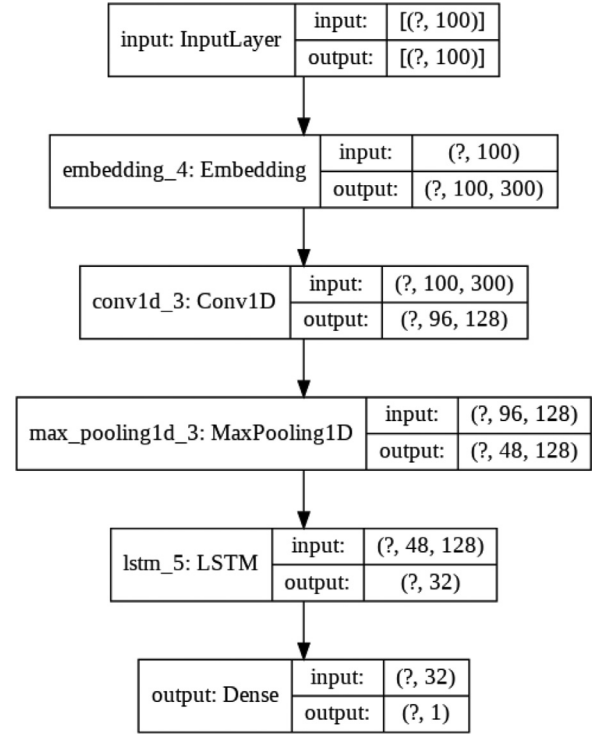 input: InputLayer
input:
[(?, 100)]
output:
[(?, 100)]
embedding_4: Embedding
input:
(?, 100)
output:
(?, 100, 300)
conv1d_3: Conv1D
input:
(?, 100, 300)
output:
(?, 96, 128)
max_pooling1d_3: MaxPooling1D
input:
(?, 96, 128)
output:
(?, 48, 128)
lstm_5: LSTM
input:
(?, 48, 128)
output:
(?, 32)
output: Dense
input:
(?, 32)
output:
(?, 1)